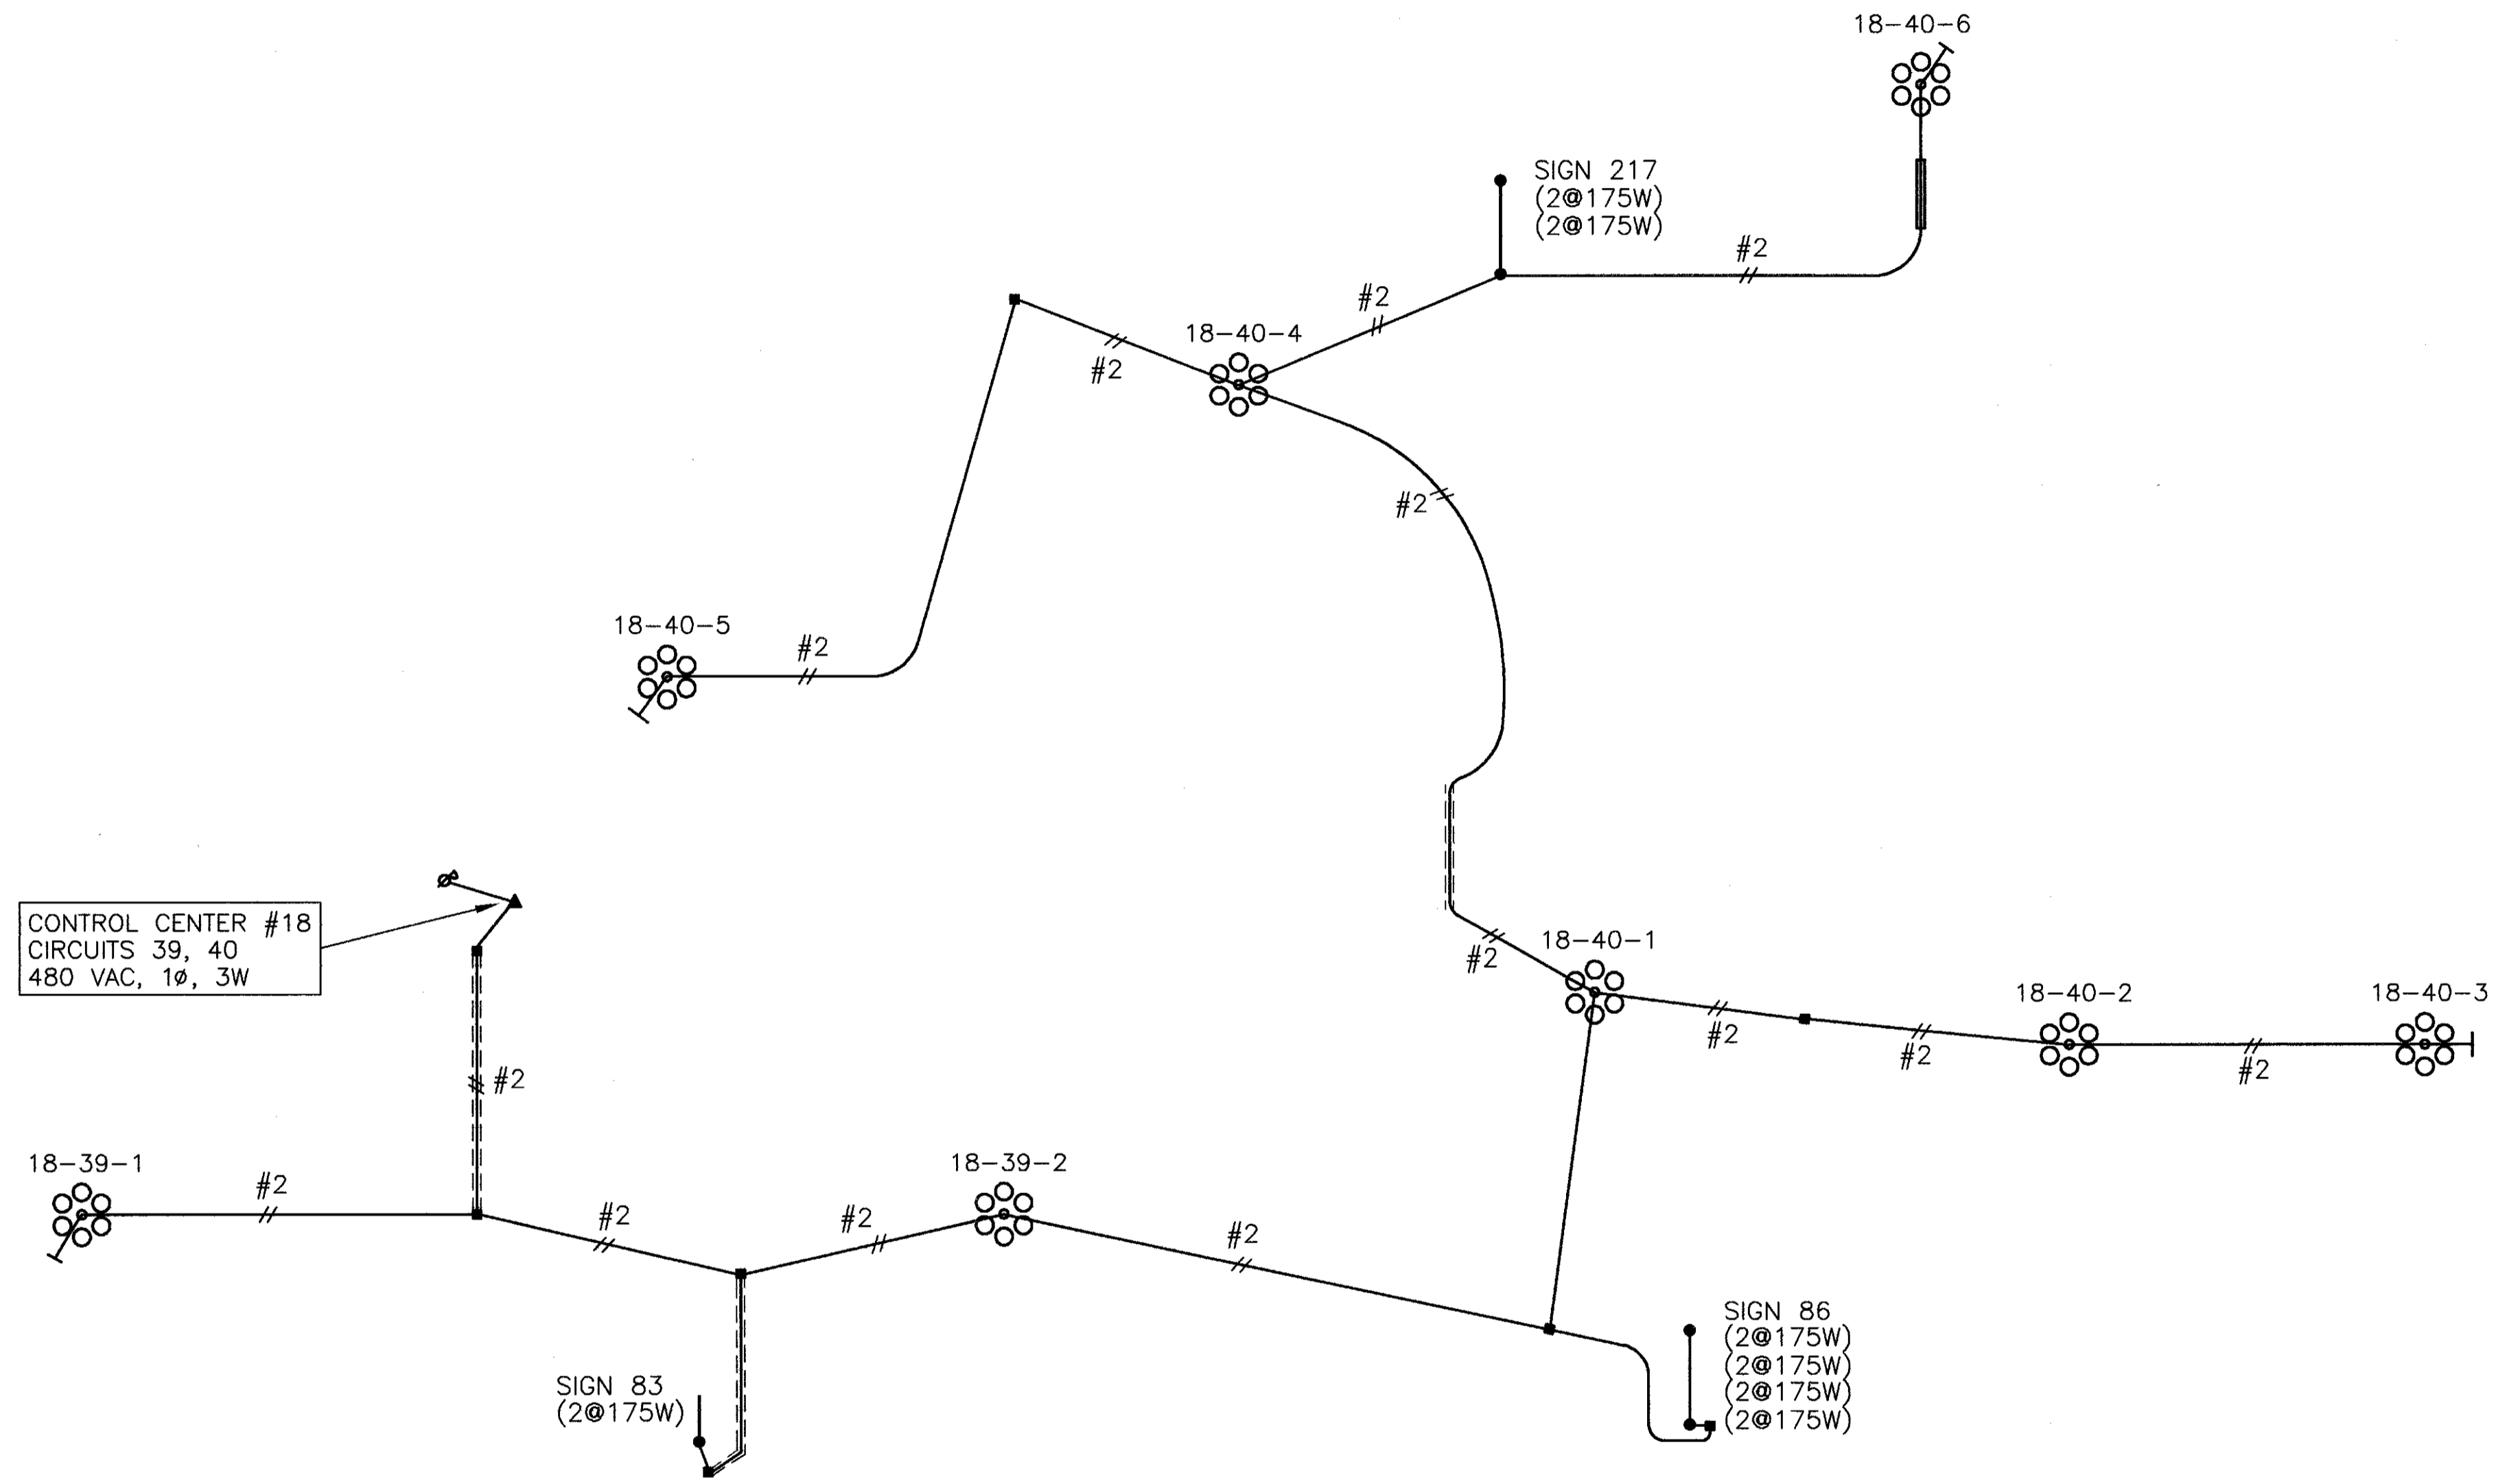 18-40-6
SIGN 217
(2@175W)
(2@175W)
#2
#2
18-40-4
#2
#2
18-40-5
#2
CONTROL CENTER #18
CIRCUITS 39, 40
480 VAC, 1ø, 3W
18-40-1
#2
18-40-2
18-40-3
#2
#2
#2
#2
18-39-1
#2
18-39-2
#2
#2
#2
SIGN 86
(2@175W)
(2@175W)
(2@175W)
(2@175W)
SIGN 83
(2@175W)